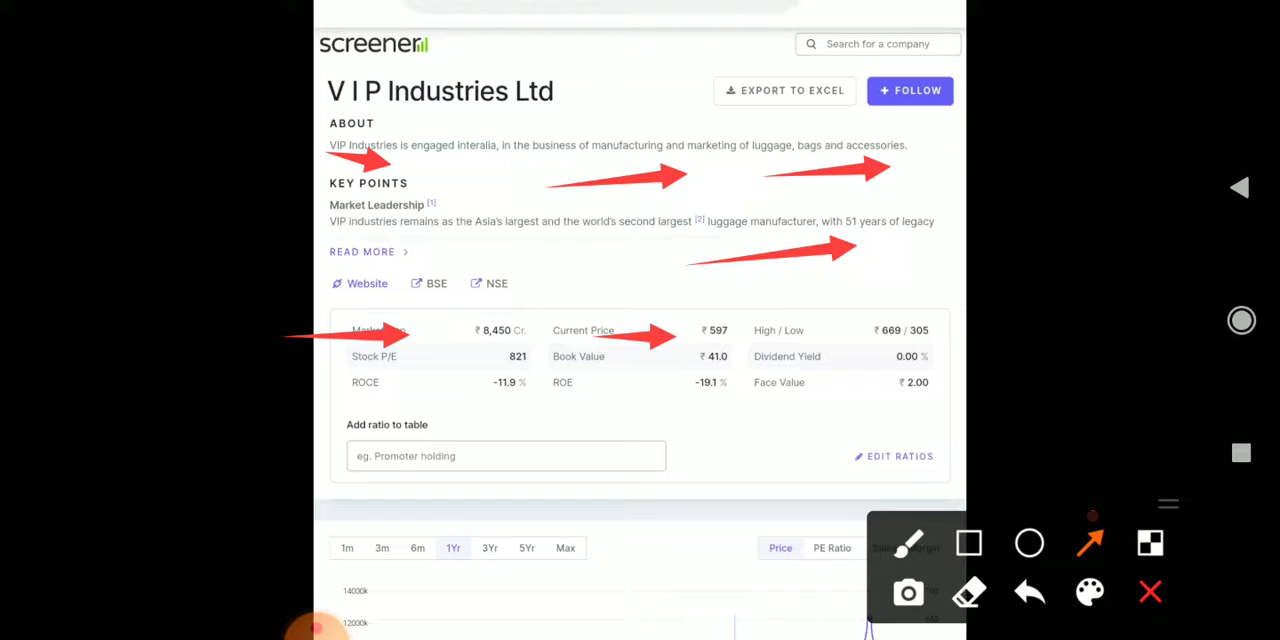 screener
Search for a company
V I P Industries Ltd
EXPORT TO EXCEL
+ FOLLOW
ABOUT
VIP Industries is engaged interalia, in the business of manufacturing and marketing of luggage, bags and accessories.
KEY POINTS
Market Leadership [1]
VIP industries remains as the Asia's largest and the world's second largest [2] luggage manufacturer, with 51 years of legacy
READ MORE >
Website BSE NSE
₹ 8,450 Cr. Current Price ₹ 597 High / Low ₹ 669 / 305
Stock P/E 821 Book Value ₹ 41.0 Dividend Yield 0.00 %
ROCE -11.9 % ROE -19.1 % Face Value ₹ 2.00
Add ratio to table
eg. Promoter holding
EDIT RATIOS
1m 3m 6m 1Yr 3Yr 5Yr Max Price PE Ratio
14000k
12000k